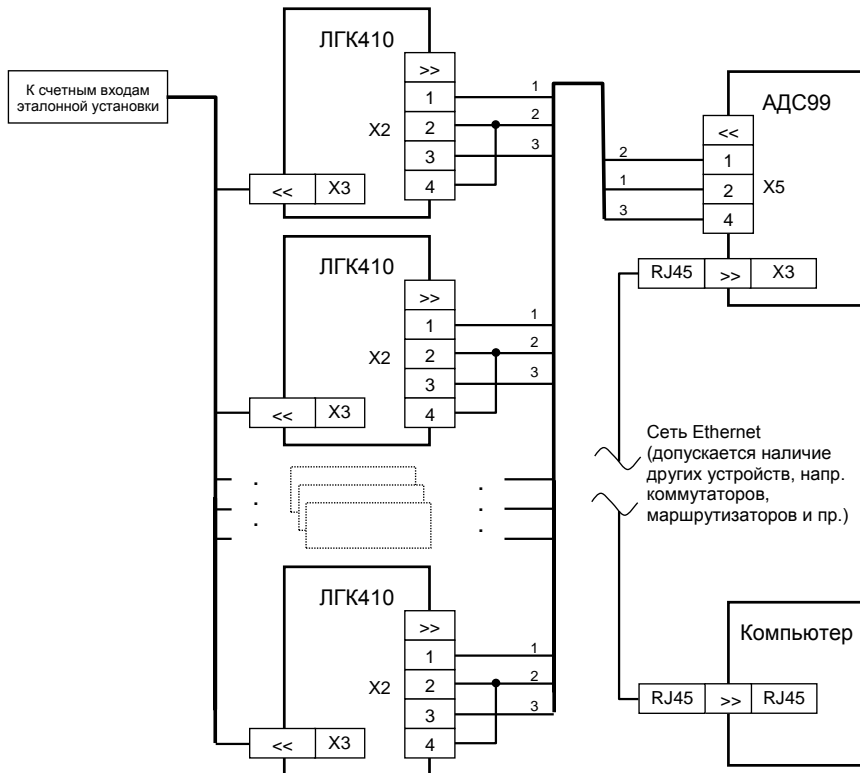 К счетным входам
эталонной установки
ЛГК410
>>
1
2
3
4
X2
<<
X3
1
2
3
АДС99
<<
1
2
4
X5
2
1
3
RJ45
>>
X3
ЛГК410
>>
1
2
3
4
X2
<<
X3
1
2
3
Сеть Ethernet
(допускается наличие
других устройств, напр.
коммутаторов,
маршрутизаторов и пр.)
ЛГК410
>>
1
2
3
4
X2
<<
X3
1
2
3
Компьютер
RJ45
>>
RJ45